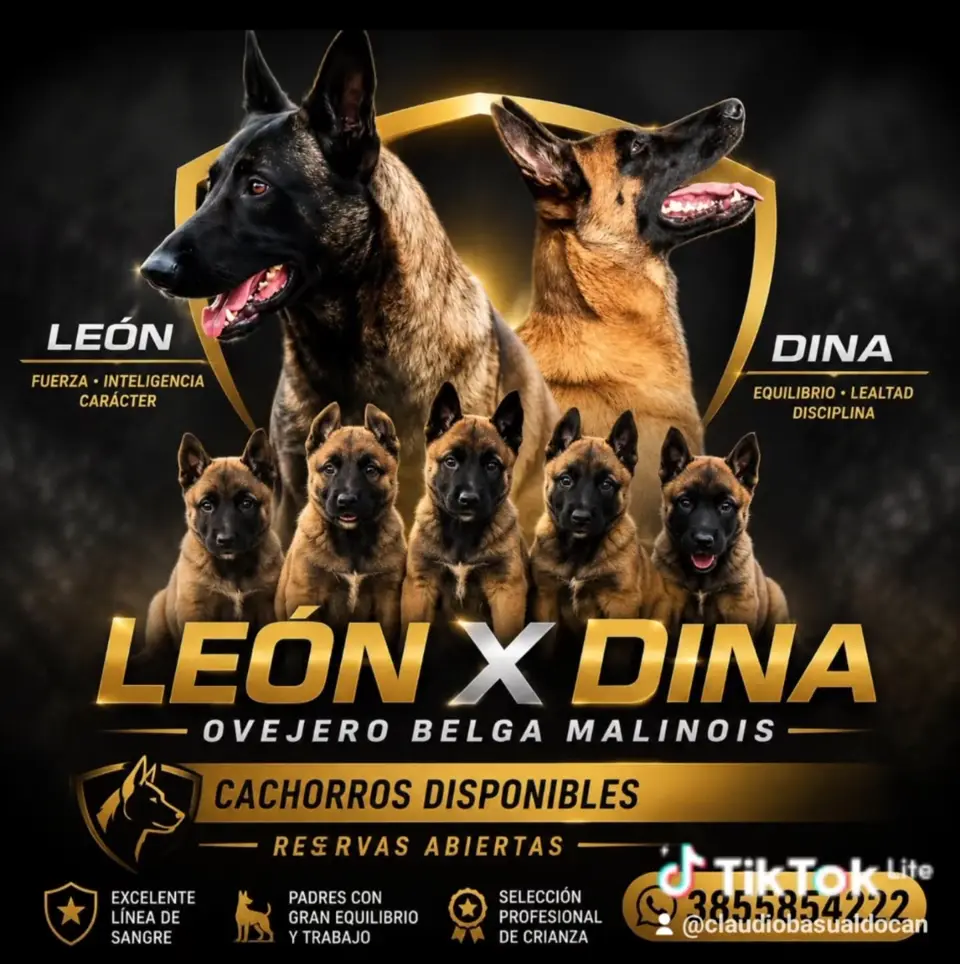 LEÓN
FUERZA • INTELIGENCIA
CARÁCTER
DINA
EQUILIBRIO • LEALTAD
DISCIPLINA
LEÓN X DINA
OVEJERO BELGA MALINOIS
CACHORROS DISPONIBLES
RESERVAS ABIERTAS
EXCELENTE
LÍNEA DE
SANGRE
PADRES CON
GRAN EQUILIBRIO
Y TRABAJO
SELECCIÓN
PROFESIONAL
DE CRIANZA
TikTok Lite
3855854222
@claudiobasualdocan